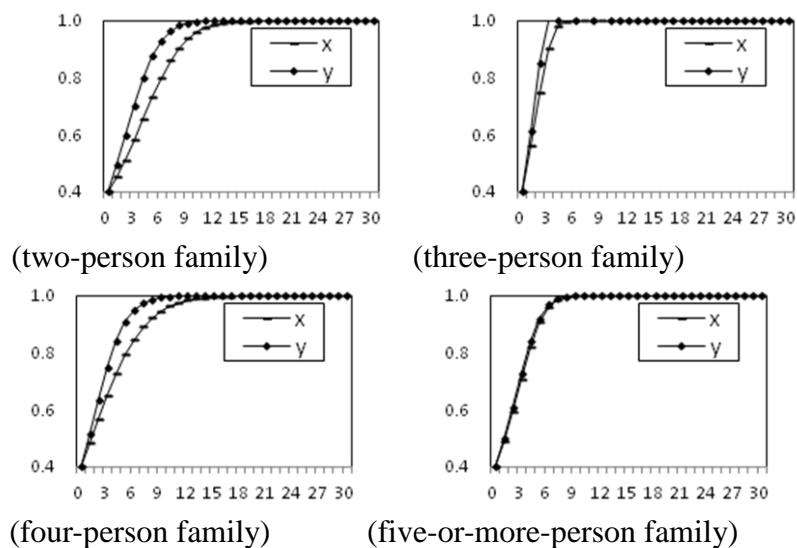 1.0
0.8
0.6
0.4
x
y
0 3 6 9 12 15 18 21 24 27 30
(two-person family)
1.0
0.8
0.6
0.4
x
y
0 3 6 9 12 15 18 21 24 27 30
(three-person family)
1.0
0.8
0.6
0.4
x
y
0 3 6 9 12 15 18 21 24 27 30
(four-person family)
1.0
0.8
0.6
0.4
x
y
0 3 6 9 12 15 18 21 24 27 30
(five-or-more-person family)